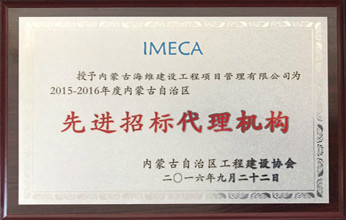 IMECA
授予内蒙古海维建设工程项目管理有限公司为
2015-2016年度内蒙古自治区
先进招标代理机构
内蒙古自治区工程建设协会
二〇一六年九月二十二日